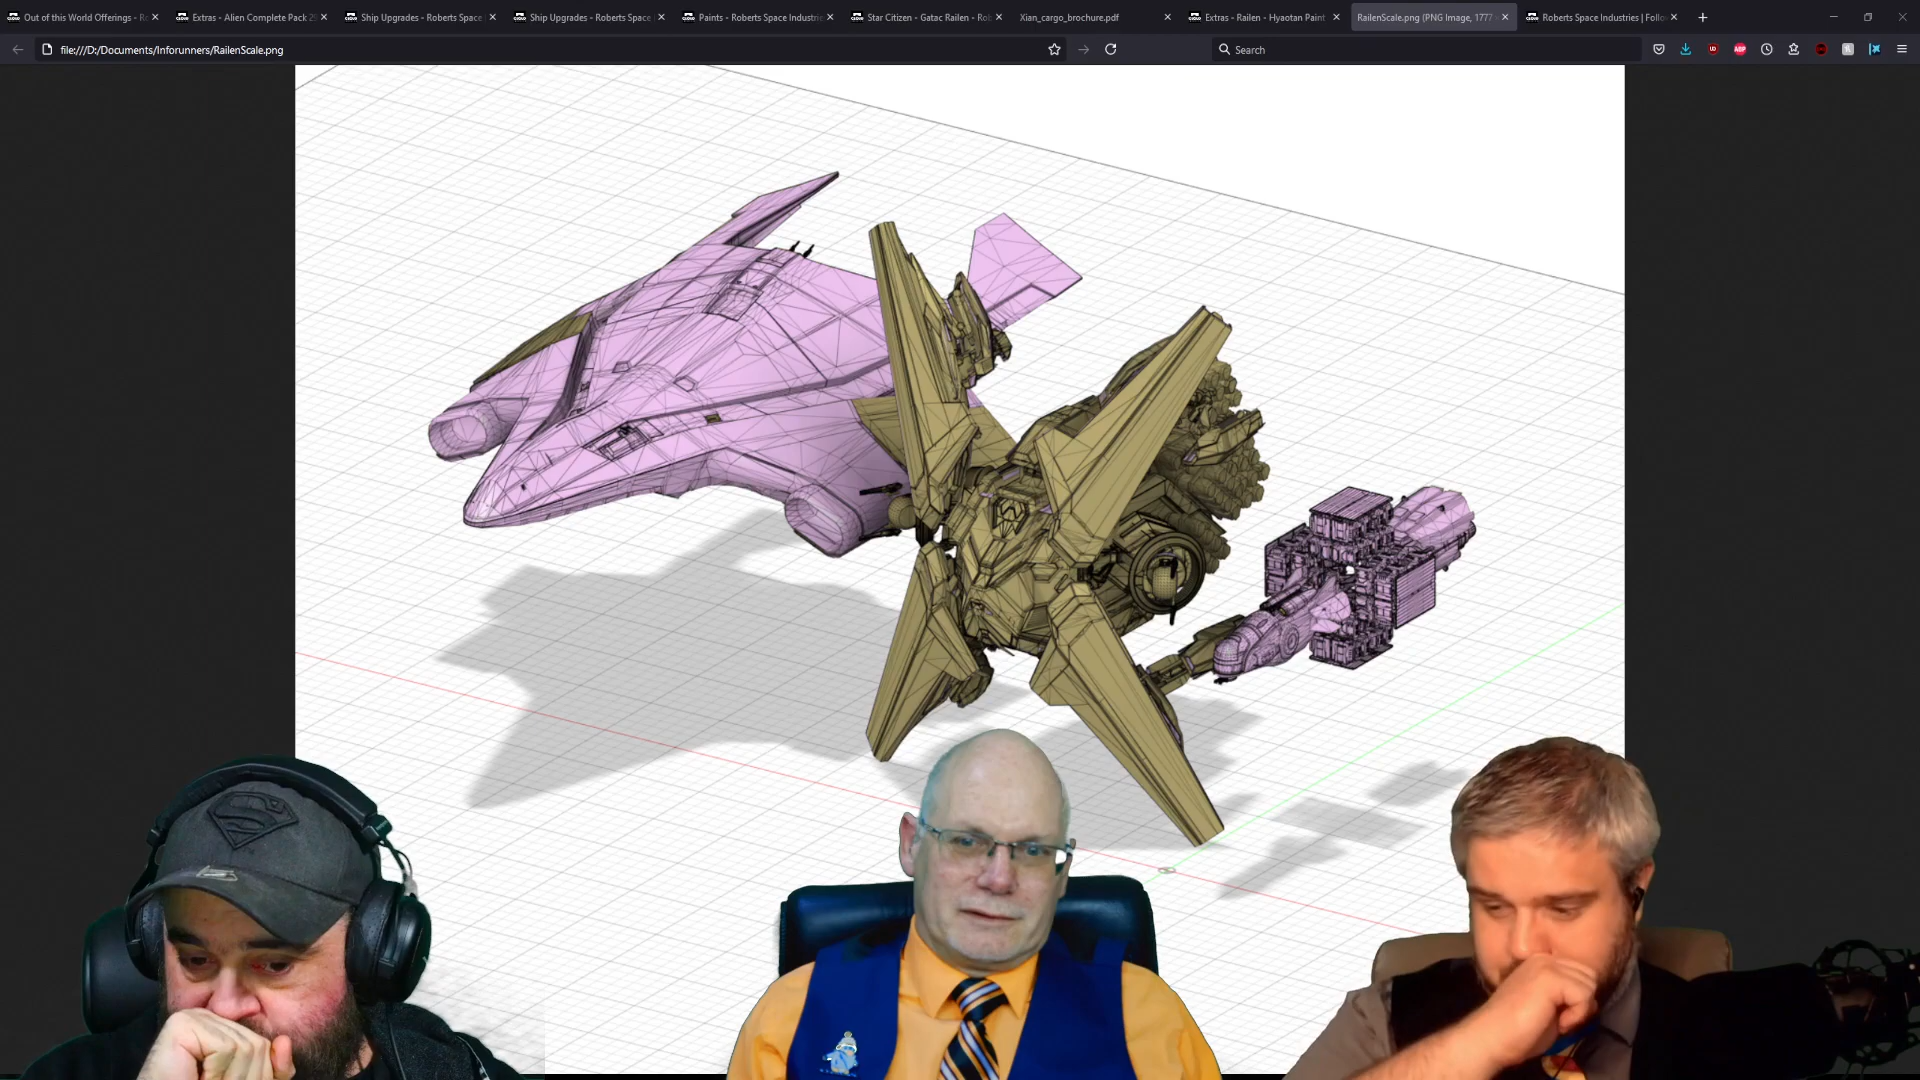 Out of this World Offerings - R
Extras - Alien Complete Pack 2
Ship Upgrades - Roberts Space
Ship Upgrades - Roberts Space
Paints - Roberts Space Industrie
Star Citizen - Gatac Railen - Rob
Xian_cargo_brochure.pdf
Extras - Railen - Hyaotan Paint
RailenScale.png (PNG Image, 1777
Roberts Space Industries | Follo
file:///D:/Documents/Inforunners/RailenScale.png
Search
ABP